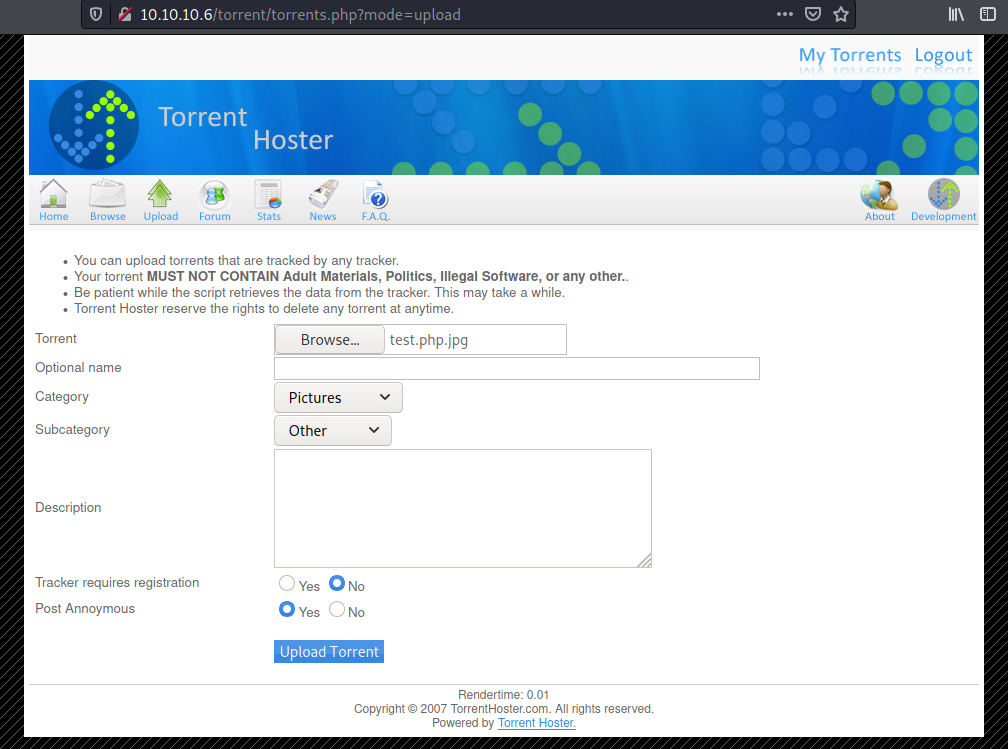 10.10.10.6/torrent/torrents.php?mode=upload
My Torrents Logout
Torrent
Hoster
Home Browse Upload Forum Stats News F.A.Q. About Development
You can upload torrents that are tracked by any tracker.
Your torrent MUST NOT CONTAIN Adult Materials, Politics, Illegal Software, or any other..
Be patient while the script retrieves the data from the tracker. This may take a while.
Torrent Hoster reserve the rights to delete any torrent at anytime.
Torrent Browse... test.php.jpg
Optional name
Category Pictures
Subcategory Other
Description
Tracker requires registration Yes No
Post Annoymous Yes No
Upload Torrent
Rendertime: 0.01
Copyright © 2007 TorrentHoster.com. All rights reserved.
Powered by Torrent Hoster.